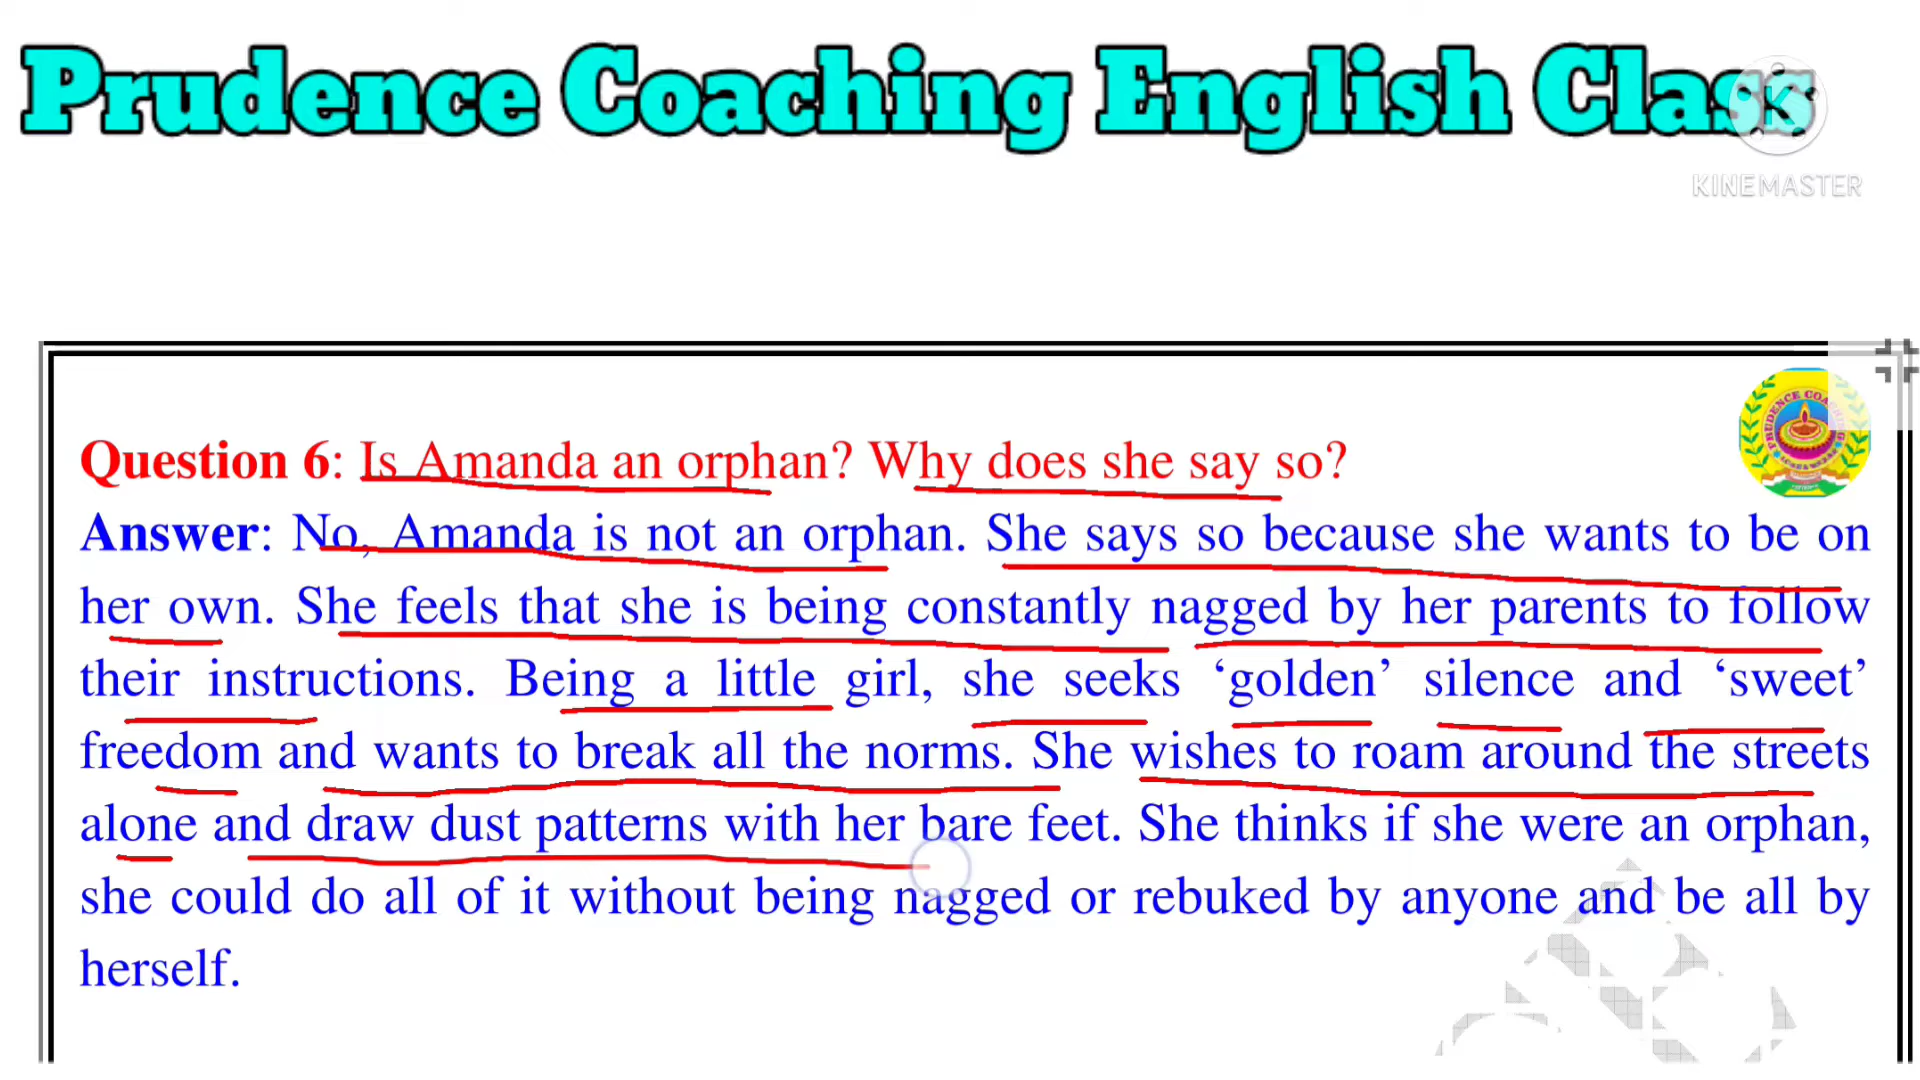 Prudence Coaching English Class
K
KINEMASTER
PRUDENCE COACHING
Question 6: Is Amanda an orphan? Why does she say so?
Answer: No, Amanda is not an orphan. She says so because she wants to be on
her own. She feels that she is being constantly nagged by her parents to follow
their instructions. Being a little girl, she seeks ‘golden’ silence and ‘sweet’
freedom and wants to break all the norms. She wishes to roam around the streets
alone and draw dust patterns with her bare feet. She thinks if she were an orphan,
she could do all of it without being nagged or rebuked by anyone and be all by
herself.